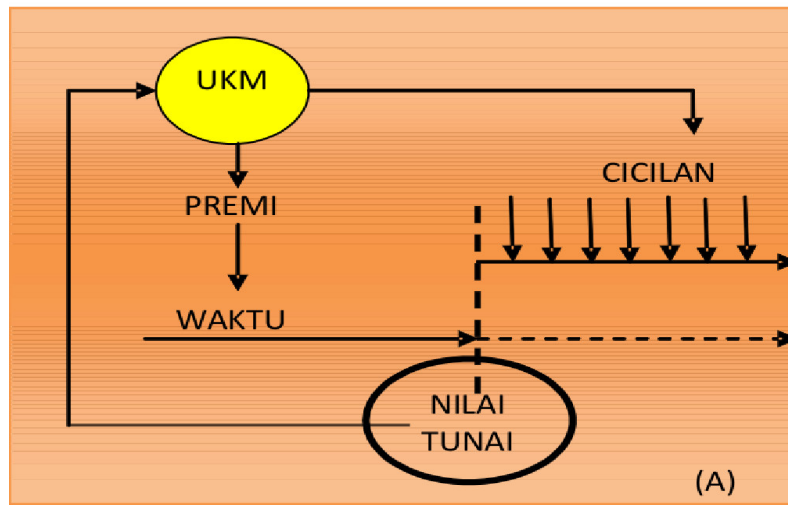 UKM
CICILAN
PREMI
WAKTU
NILAI
TUNAI
(A)